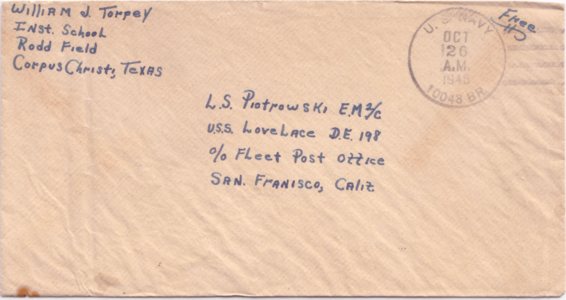 William J. Torpey
Inst. School
Rodd Field
Corpus Christi, Texas
Free
U.S. NAVY
OCT
26
A.M.
1945
10048 BR.
L.S. Piotrowski E.M 2/c
U.S.S. LoveLace D.E. 198
c/o Fleet Post Office
San. Franisco, Calif